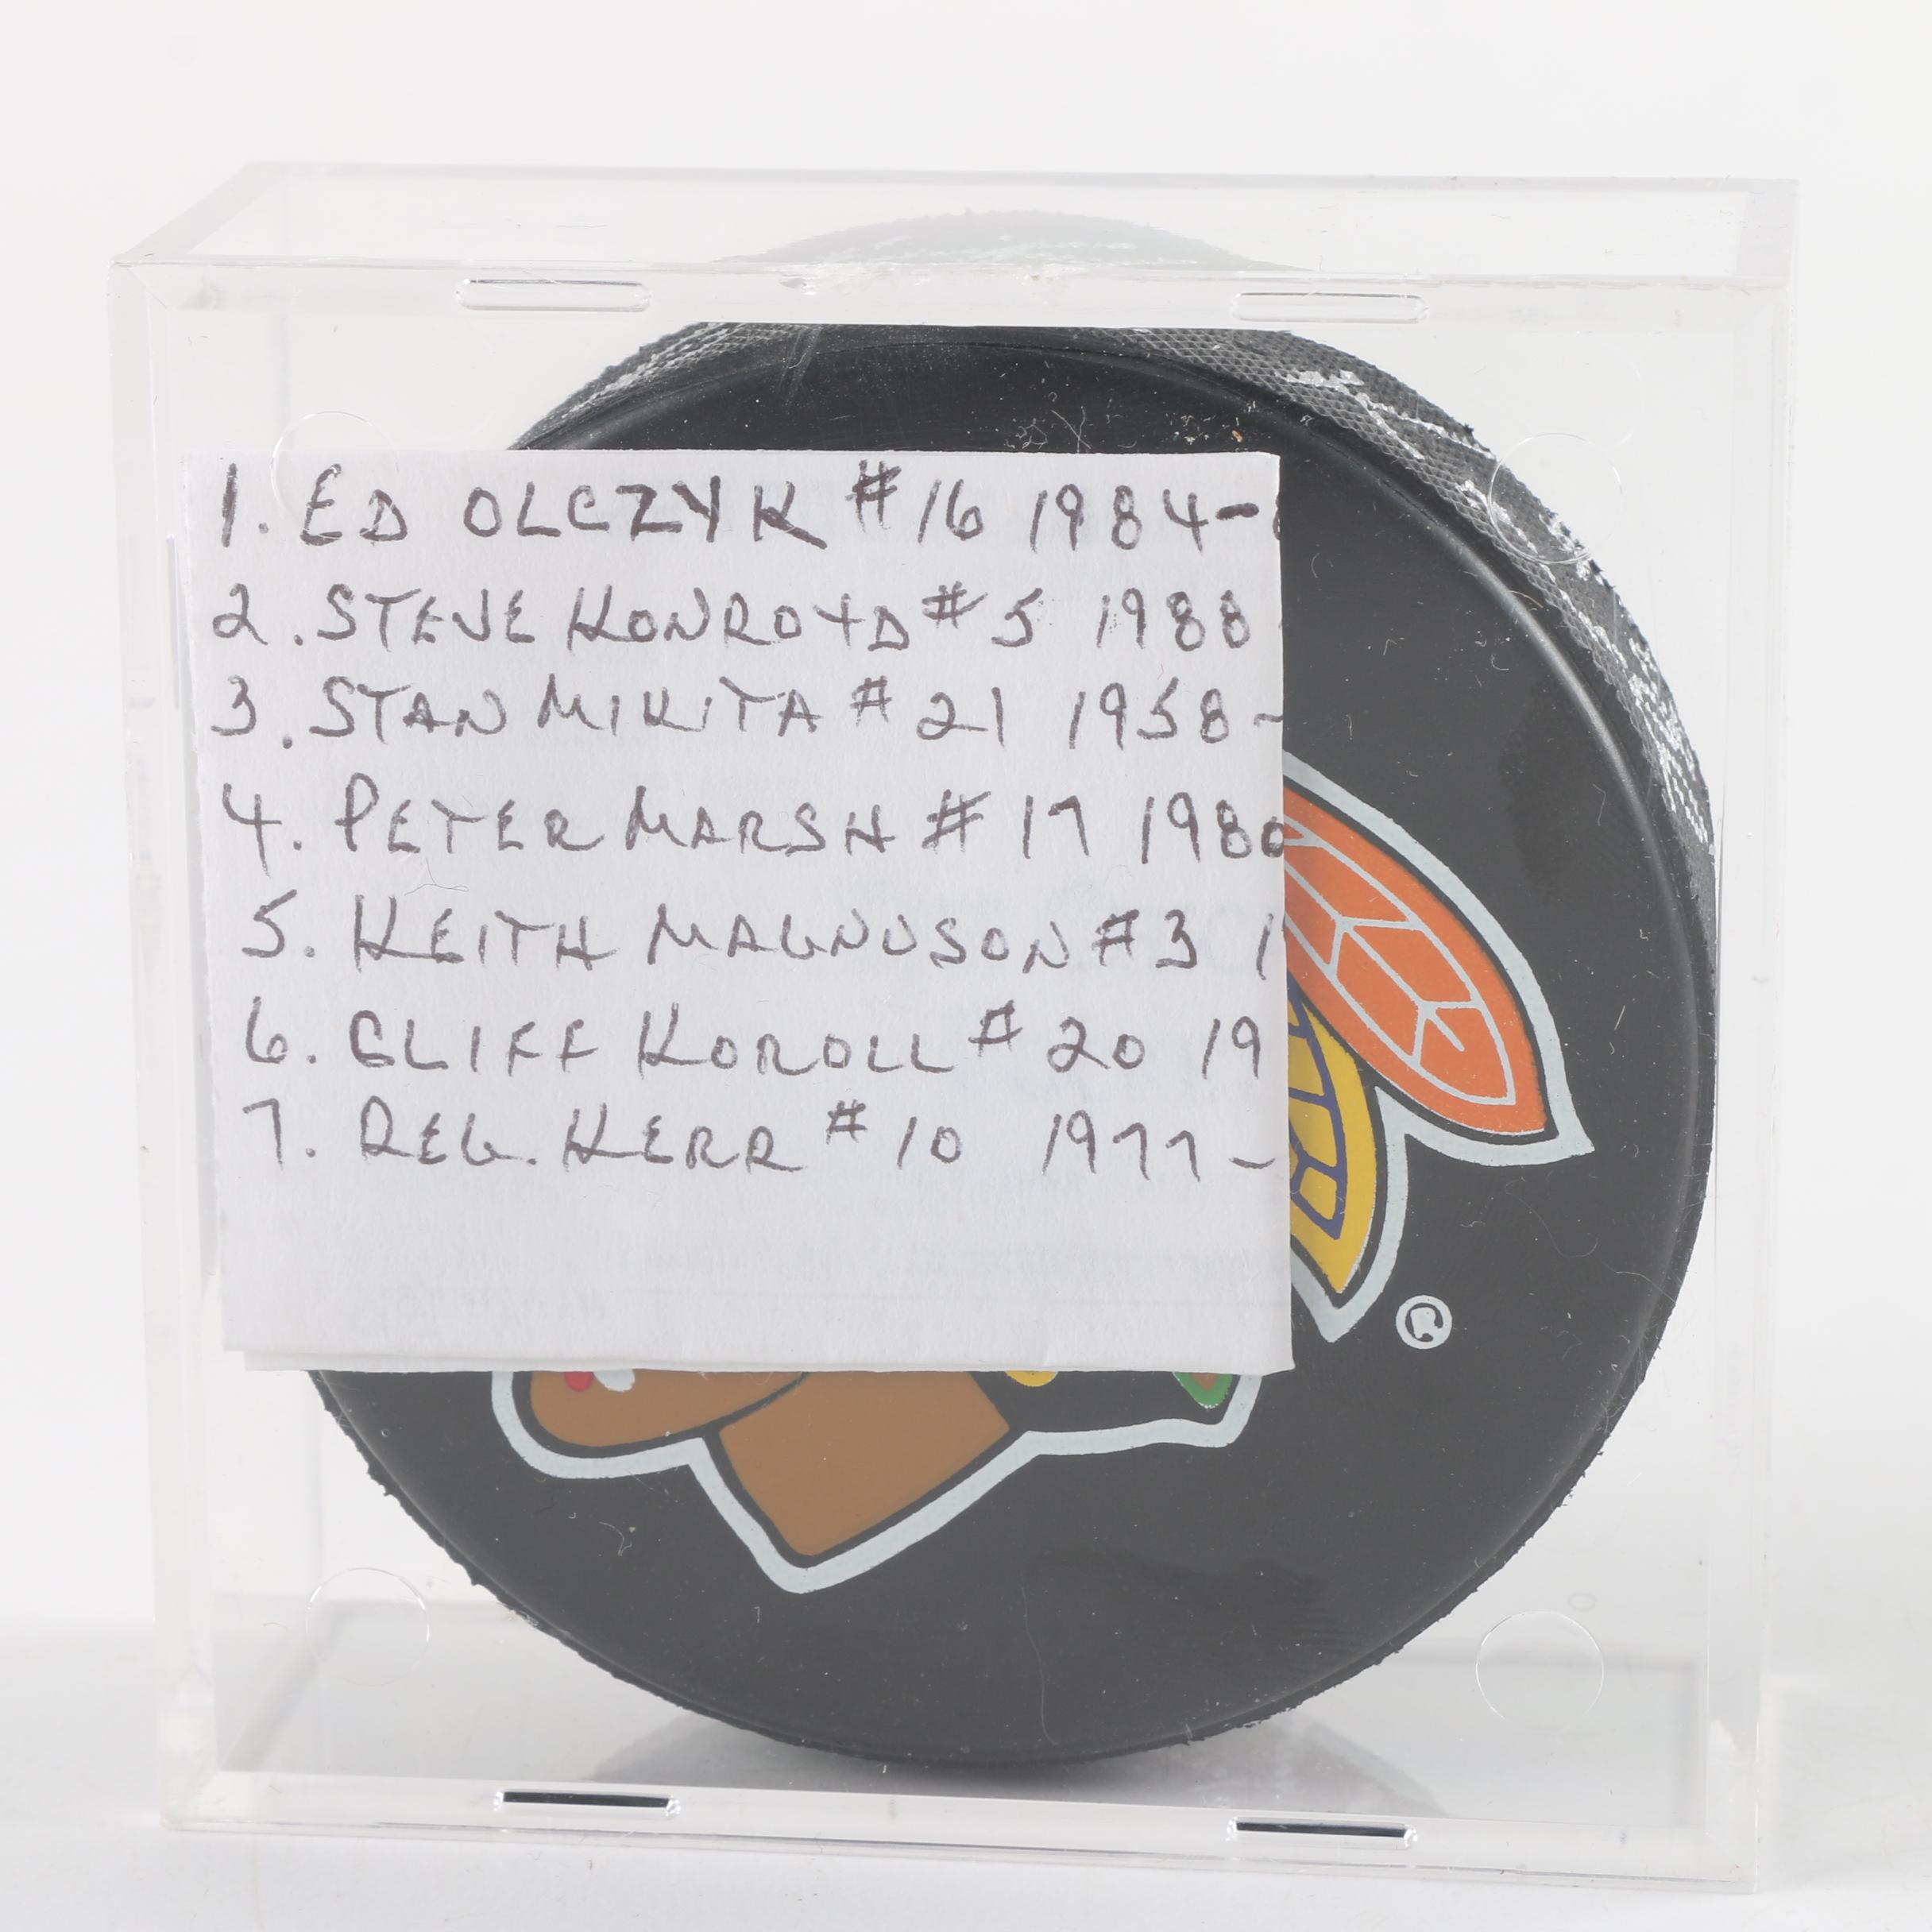 1. ED OLCZYK #16 1984-
2. STEVE KONROYD #5 1988
3. STAN MIKITA #21 1958-
4. PETER MARSH #17 1980
5. KEITH MAGNUSON #3 1
6. CLIFF KOROLL #20 19
7. REG. KERR #10 1977-
®